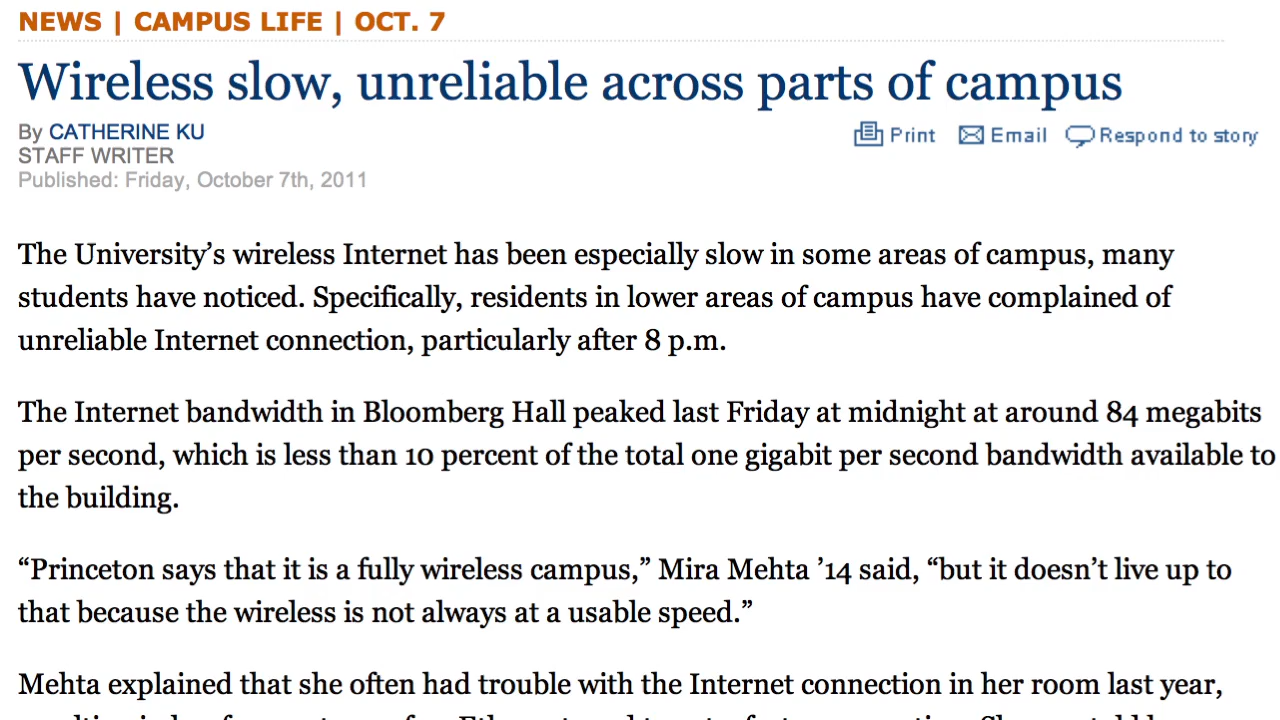 NEWS | CAMPUS LIFE | OCT. 7
Wireless slow, unreliable across parts of campus
By CATHERINE KU
STAFF WRITER
Published: Friday, October 7th, 2011
Print Email Respond to story
The University’s wireless Internet has been especially slow in some areas of campus, many
students have noticed. Specifically, residents in lower areas of campus have complained of
unreliable Internet connection, particularly after 8 p.m.
The Internet bandwidth in Bloomberg Hall peaked last Friday at midnight at around 84 megabits
per second, which is less than 10 percent of the total one gigabit per second bandwidth available to
the building.
“Princeton says that it is a fully wireless campus,” Mira Mehta ’14 said, “but it doesn’t live up to
that because the wireless is not always at a usable speed.”
Mehta explained that she often had trouble with the Internet connection in her room last year,